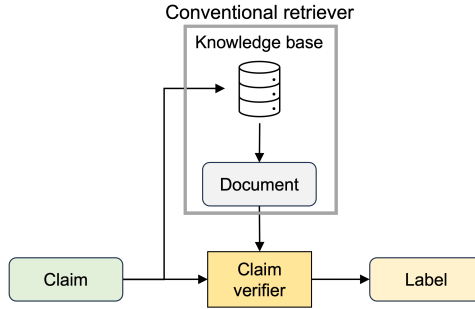 Conventional retriever
Knowledge base
Document
Claim
Claim
verifier
Label